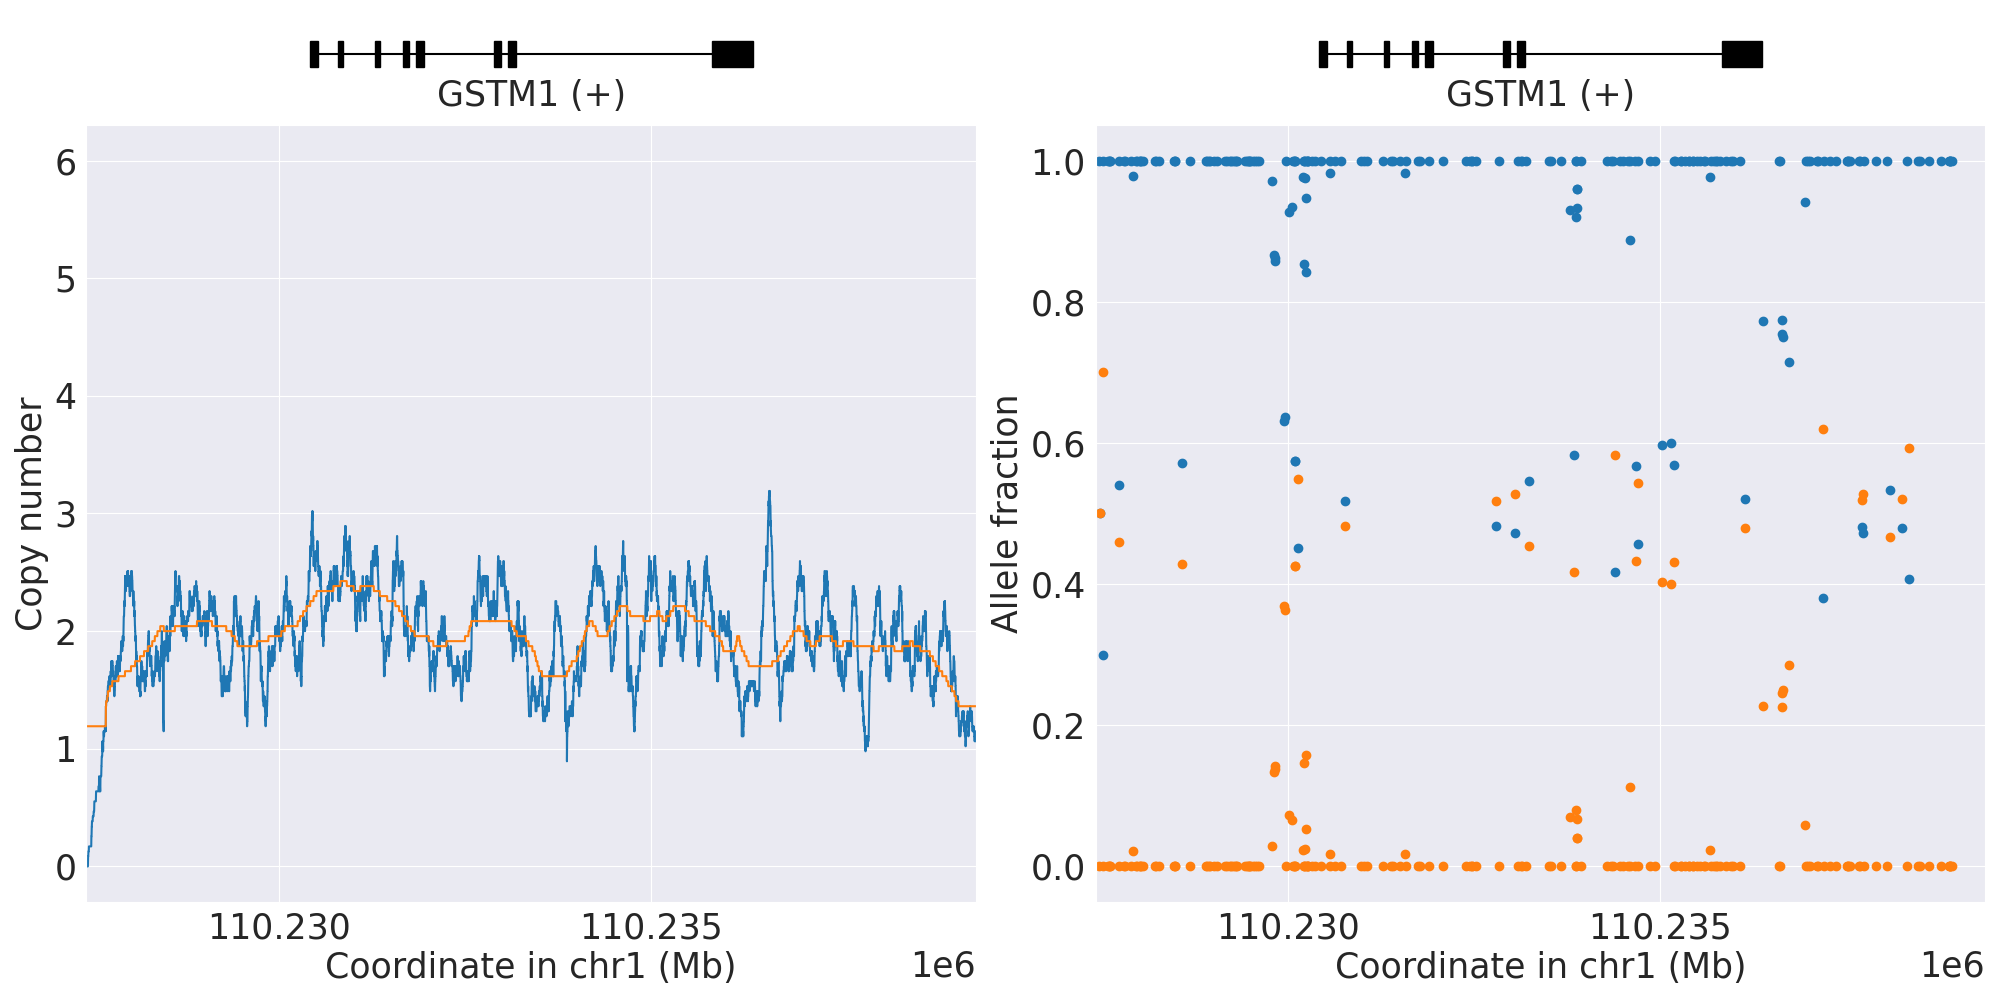 GSTM1 (+)
GSTM1 (+)
Copy number
6
5
4
3
2
1
0
110.230
110.235
Coordinate in chr1 (Mb)
1e6
Allele fraction
1.0
0.8
0.6
0.4
0.2
0.0
110.230
110.235
Coordinate in chr1 (Mb)
1e6